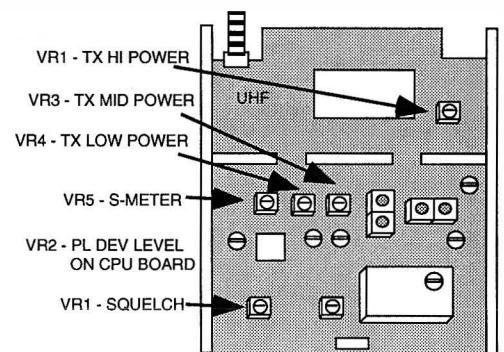 VR1 - TX HI POWER
UHF
VR3 - TX MID POWER
VR4 - TX LOW POWER
VR5 - S-METER
VR2 - PL DEV LEVEL
ON CPU BOARD
VR1 - SQUELCH